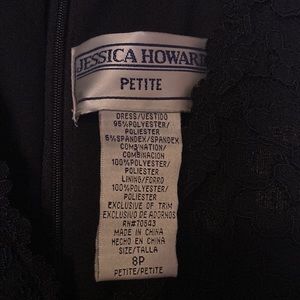 JESSICA HOWARD
PETITE
DRESS/VESTIDO
95%POLYESTER/
POLIESTER
5%SPANDEX/SPANDEX
COMBINATION/
COMBINACION
100%POLYESTER/
POLIESTER
LINING/FORRO
100%POLYESTER/
POLIESTER
EXCLUSIVE OF TRIM
EXCLUSIVO DE ADORNOS
RN#70643
MADE IN CHINA
HECHO EN CHINA
SIZE/TALLA
8P
PETITE/PETITE